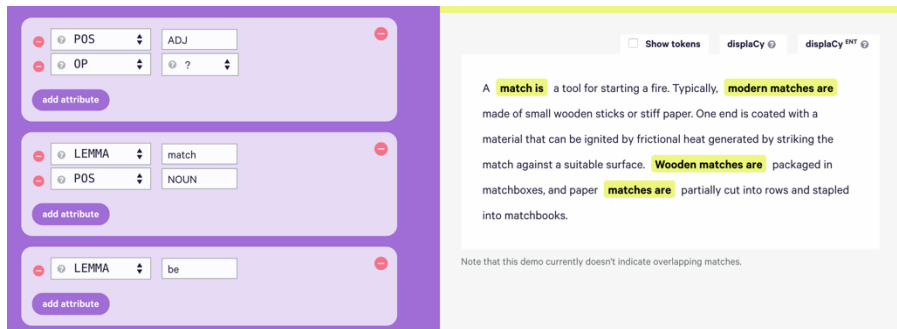 POS ADJ
OP ?
add attribute
LEMMA match
POS NOUN
add attribute
LEMMA be
add attribute
Show tokens displaCy displaCy ENT
A match is a tool for starting a fire. Typically, modern matches are
made of small wooden sticks or stiff paper. One end is coated with a
material that can be ignited by frictional heat generated by striking the
match against a suitable surface. Wooden matches are packaged in
matchboxes, and paper matches are partially cut into rows and stapled
into matchbooks.
Note that this demo currently doesn't indicate overlapping matches.